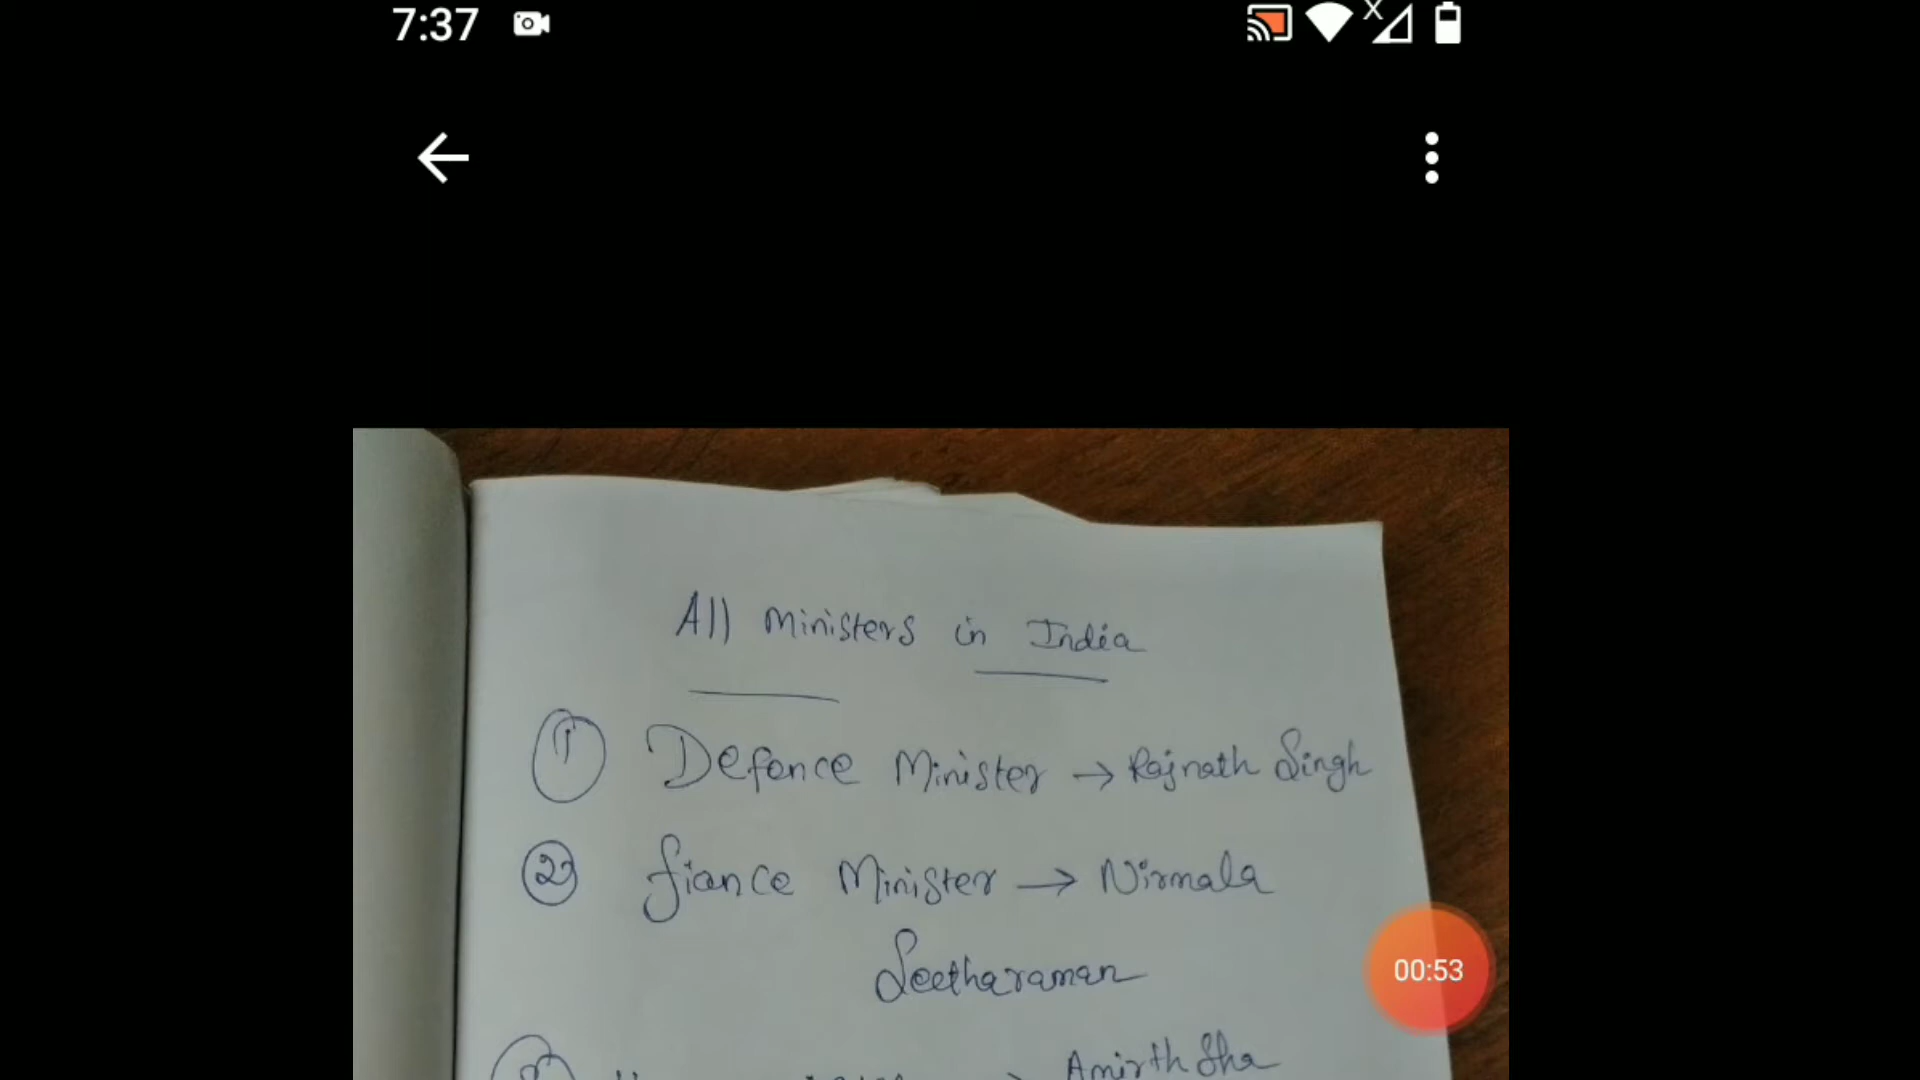 7:37
X
All Ministers in India
1 Defence Minister → Rajnath Singh
2 fiance Minister → Nirmala
Seetharaman
00:53
Amirth Sha